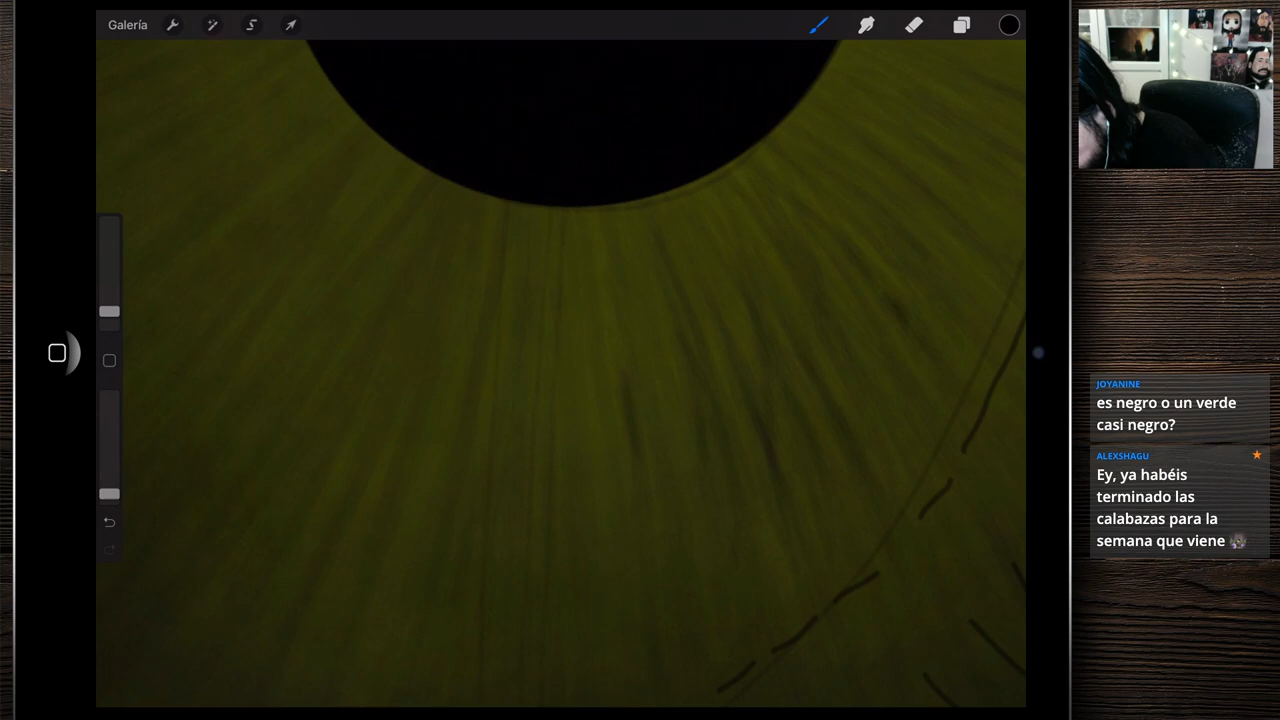 Galería
JOYANINE
es negro o un verde
casi negro?
ALEXSHAGU
Ey, ya habéis
terminado las
calabazas para la
semana que viene